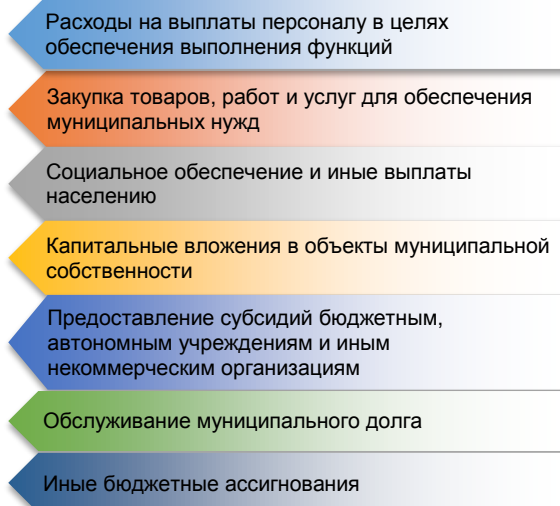 Расходы на выплаты персоналу в целях
обеспечения выполнения функций
Закупка товаров, работ и услуг для обеспечения
муниципальных нужд
Социальное обеспечение и иные выплаты
населению
Капитальные вложения в объекты муниципальной
собственности
Предоставление субсидий бюджетным,
автономным учреждениям и иным
некоммерческим организациям
Обслуживание муниципального долга
Иные бюджетные ассигнования